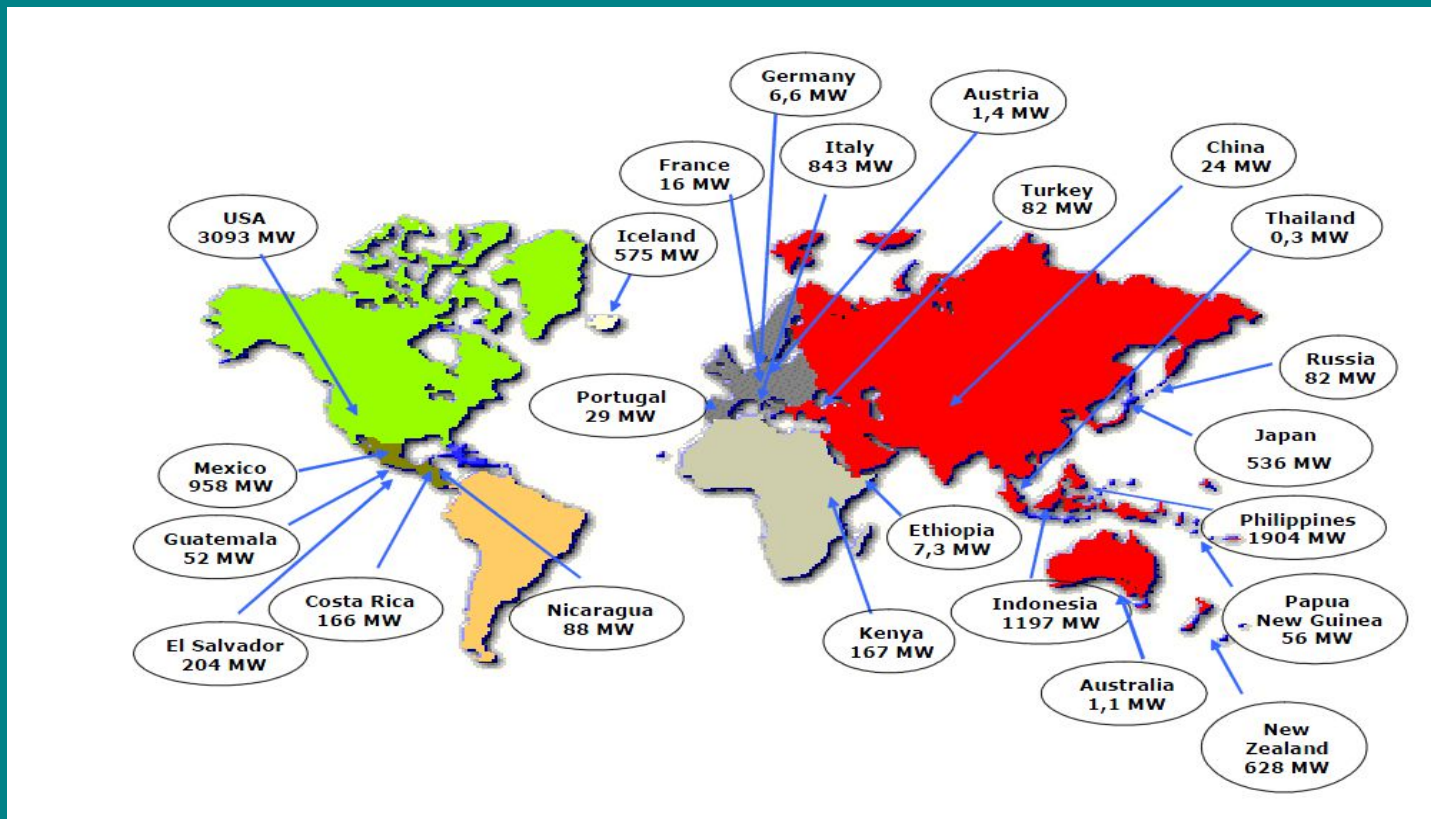 Germany
6,6 MW
Austria
1,4 MW
Italy
843 MW
China
24 MW
France
16 MW
Turkey
82 MW
USA
3093 MW
Thailand
0,3 MW
Iceland
575 MW
Russia
82 MW
Portugal
29 MW
Japan
536 MW
Mexico
958 MW
Philippines
1904 MW
Guatemala
52 MW
Ethiopia
7,3 MW
Costa Rica
166 MW
Nicaragua
88 MW
Indonesia
1197 MW
Papua
New Guinea
56 MW
El Salvador
204 MW
Kenya
167 MW
Australia
1,1 MW
New
Zealand
628 MW